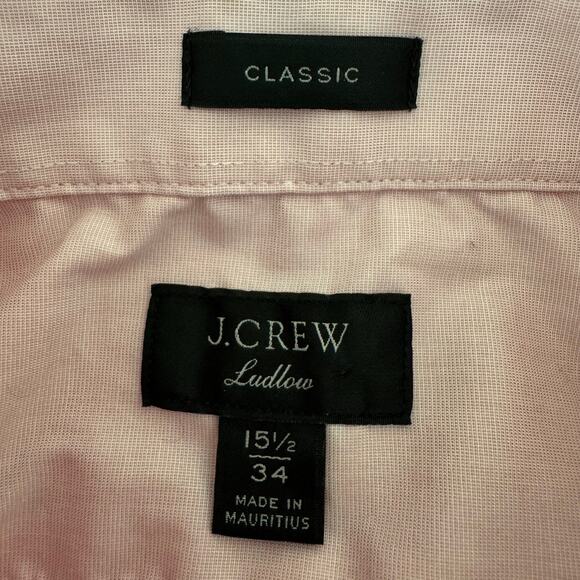 CLASSIC
J.CREW
Ludlow
15½
34
MADE IN
MAURITIUS